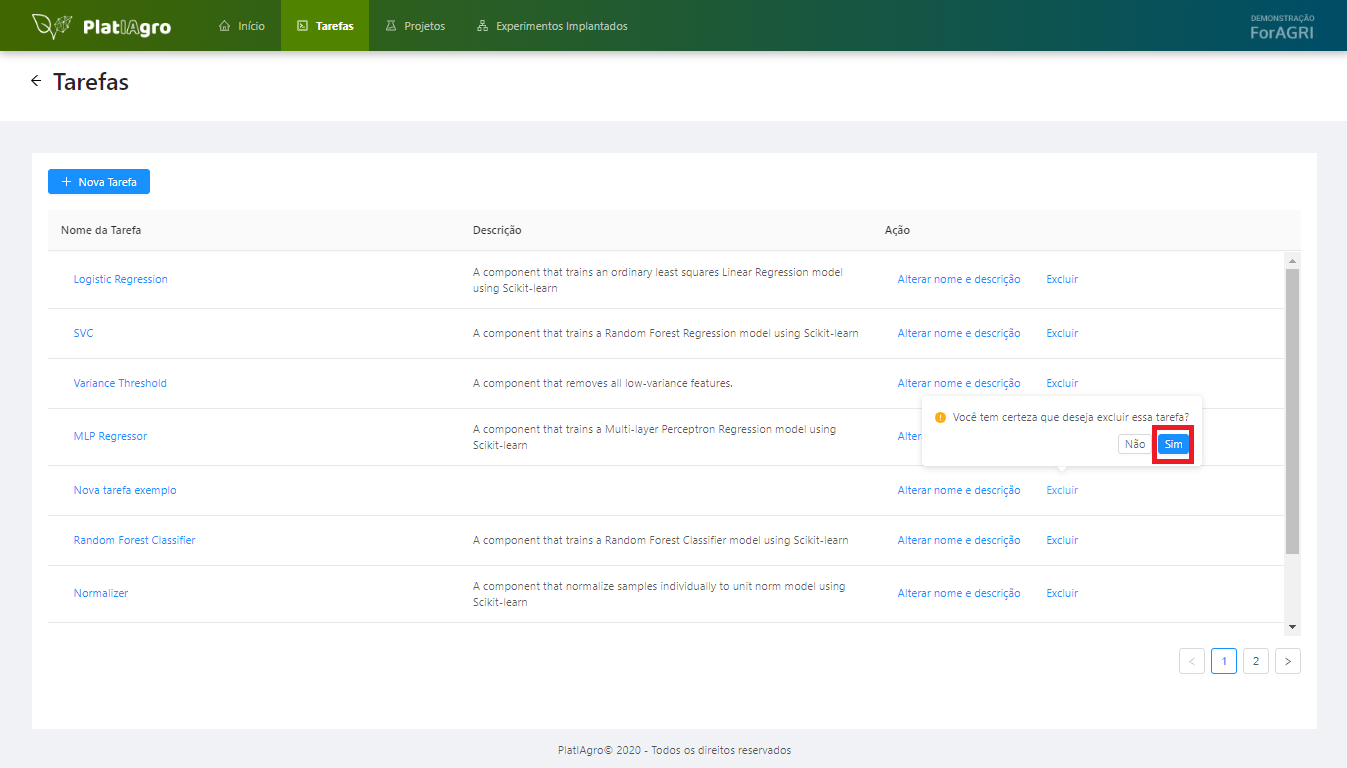 PlatIAgro
Início
Tarefas
Projetos
Experimentos Implantados
DEMONSTRAÇÃO
ForAGRI
Tarefas
Nova Tarefa
Nome da Tarefa
Descrição
Ação
Logistic Regression
A component that trains an ordinary least squares Linear Regression model
using Scikit-learn
Alterar nome e descrição
Excluir
SVC
A component that trains a Random Forest Regression model using Scikit-learn
Alterar nome e descrição
Excluir
Variance Threshold
A component that removes all low-variance features.
Alterar nome e descrição
Excluir
MLP Regressor
A component that trains a Multi-layer Perceptron Regression model using
Scikit-learn
Alter
Você tem certeza que deseja excluir essa tarefa?
Não
Sim
Nova tarefa exemplo
Alterar nome e descrição
Excluir
Random Forest Classifier
A component that trains a Random Forest Classifier model using Scikit-learn
Alterar nome e descrição
Excluir
Normalizer
A component that normalize samples individually to unit norm model using
Scikit-learn
Alterar nome e descrição
Excluir
< 1 2 >
PlatIAgro© 2020 - Todos os direitos reservados